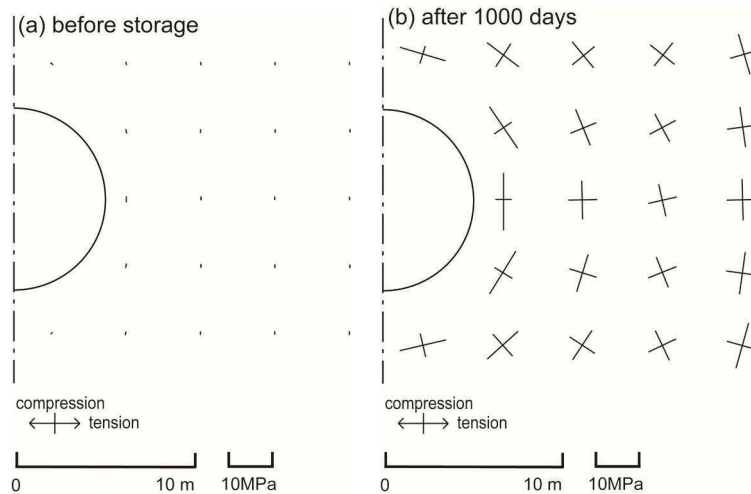 (a) before storage
compression
tension
0 10 m 10MPa
(b) after 1000 days
compression
tension
0 10 m 10MPa